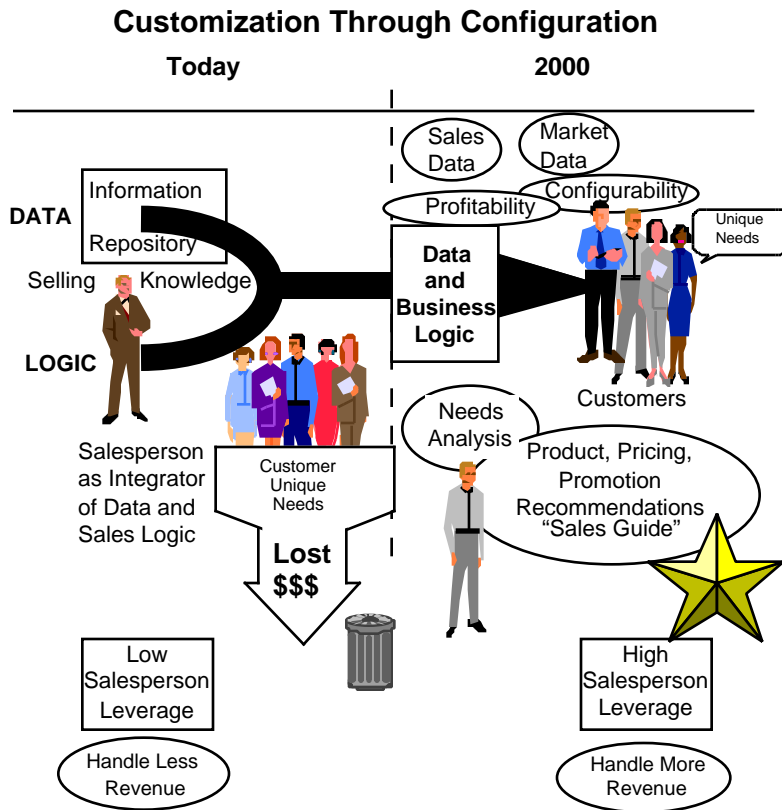 Customization Through Configuration
Today
2000
Sales
Data
Market
Data
Configurability
Profitability
Information
Repository
DATA
Selling Knowledge
LOGIC
Data
and
Business
Logic
Unique
Needs
Customers
Salesperson
as Integrator
of Data and
Sales Logic
Customer
Unique
Needs
Lost
$$$
Needs
Analysis
Product, Pricing,
Promotion
Recommendations
“Sales Guide”
Low
Salesperson
Leverage
Handle Less
Revenue
High
Salesperson
Leverage
Handle More
Revenue